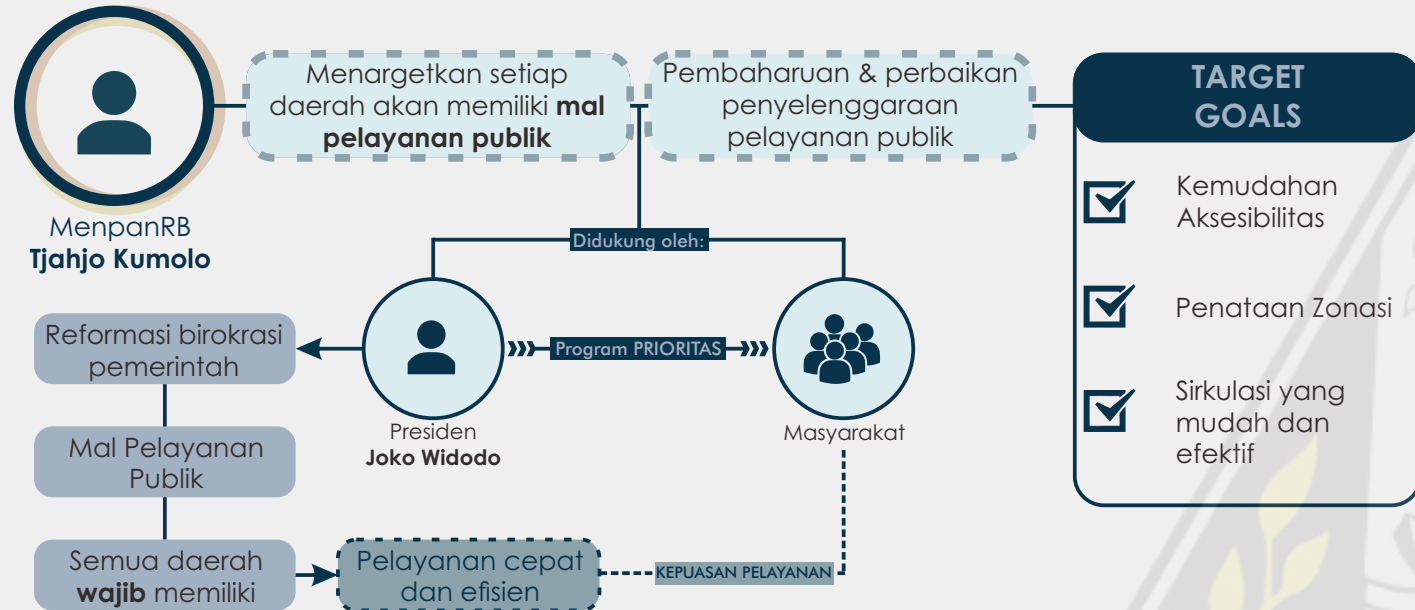 Menargetkan setiap
daerah akan memiliki mal
pelayanan publik
Pembaharuan & perbaikan
penyelenggaraan
pelayanan publik
TARGET
GOALS
Kemudahan
Aksesibilitas
Penataan Zonasi
Sirkulasi yang
mudah dan
efektif
MenpanRB
Tjahjo Kumolo
Didukung oleh:
Reformasi birokrasi
pemerintah
Program PRIORITAS
Presiden
Joko Widodo
Masyarakat
Mal Pelayanan
Publik
Semua daerah
wajib memiliki
Pelayanan cepat
dan efisien
KEPUASAN PELAYANAN